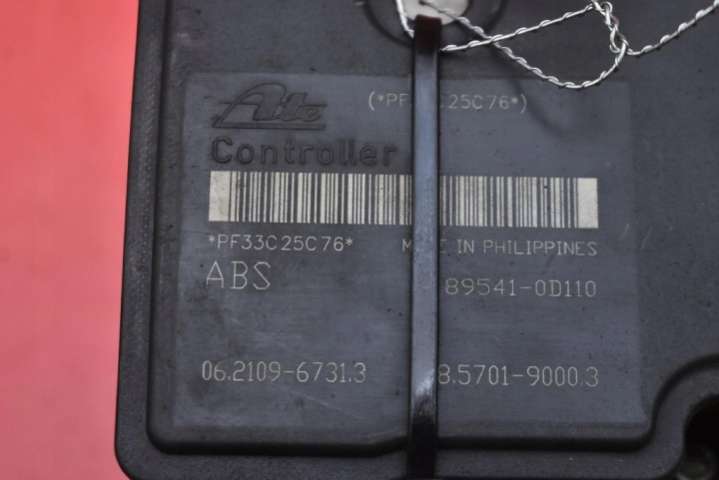 Ate (*PF 25C76*)
Controller
*PF33C25C76* M E IN PHILIPPINES
ABS 89541-0D110
06.2109-6731.3 8.5701-9000.3